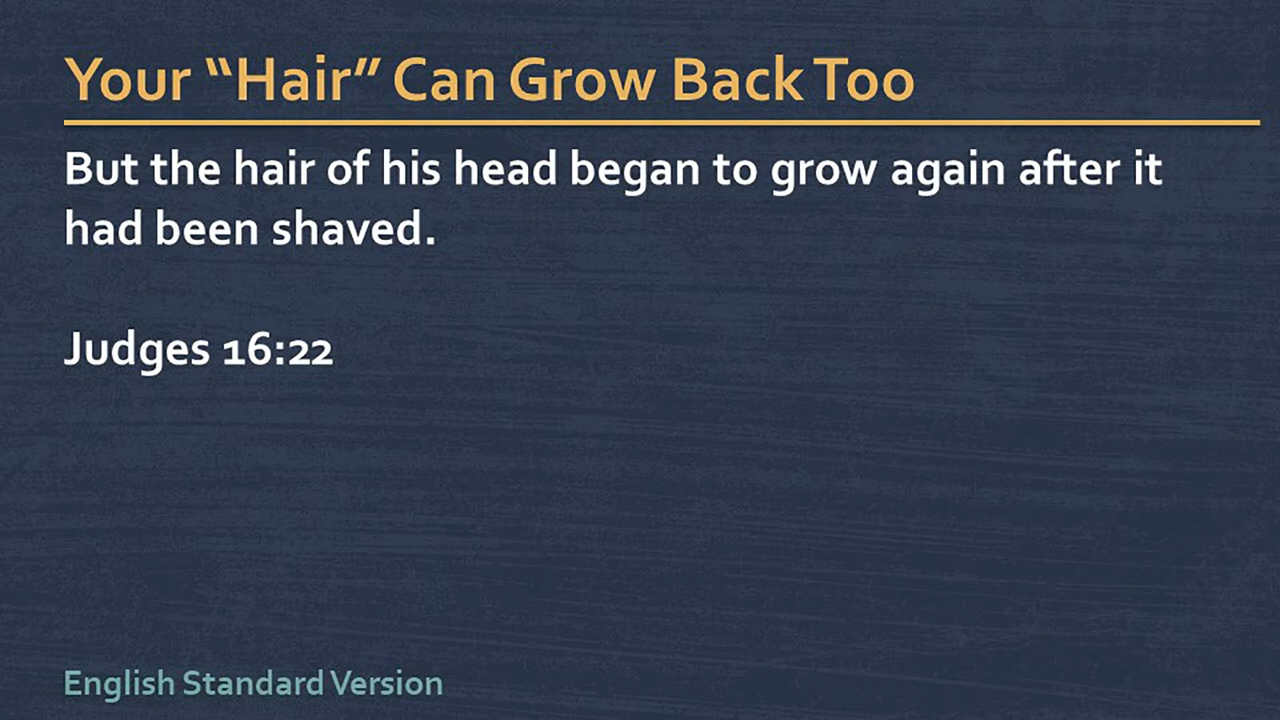 Your “Hair” Can Grow Back Too
But the hair of his head began to grow again after it
had been shaved.
Judges 16:22
English Standard Version